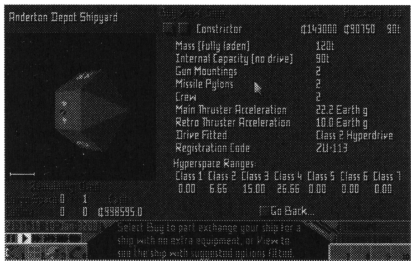 Anderton Depot Shipyard
Constrictor ₡143000 ₡90750 90t
Mass (fully laden) 120t
Internal Capacity (no drive) 90t
Gun Mountings 2
Missile Pylons 2
Crew 2
Main Thruster Acceleration 22.2 Earth g
Retro Thruster Acceleration 10.0 Earth g
Drive Fitted Class 2 Hyperdrive
Registration Code ZU-113
Hyperspace Ranges:
Class 1 Class 2 Class 3 Class 4 Class 5 Class 6 Class 7
0.00 6.66 15.00 26.66 0.00 0.00 0.00
0 1
0 0 ₡998595.0
Go Back...
Select Buy to part exchange your ship for a
ship with no extra equipment, or View to
see the ship with suggested options fitted.